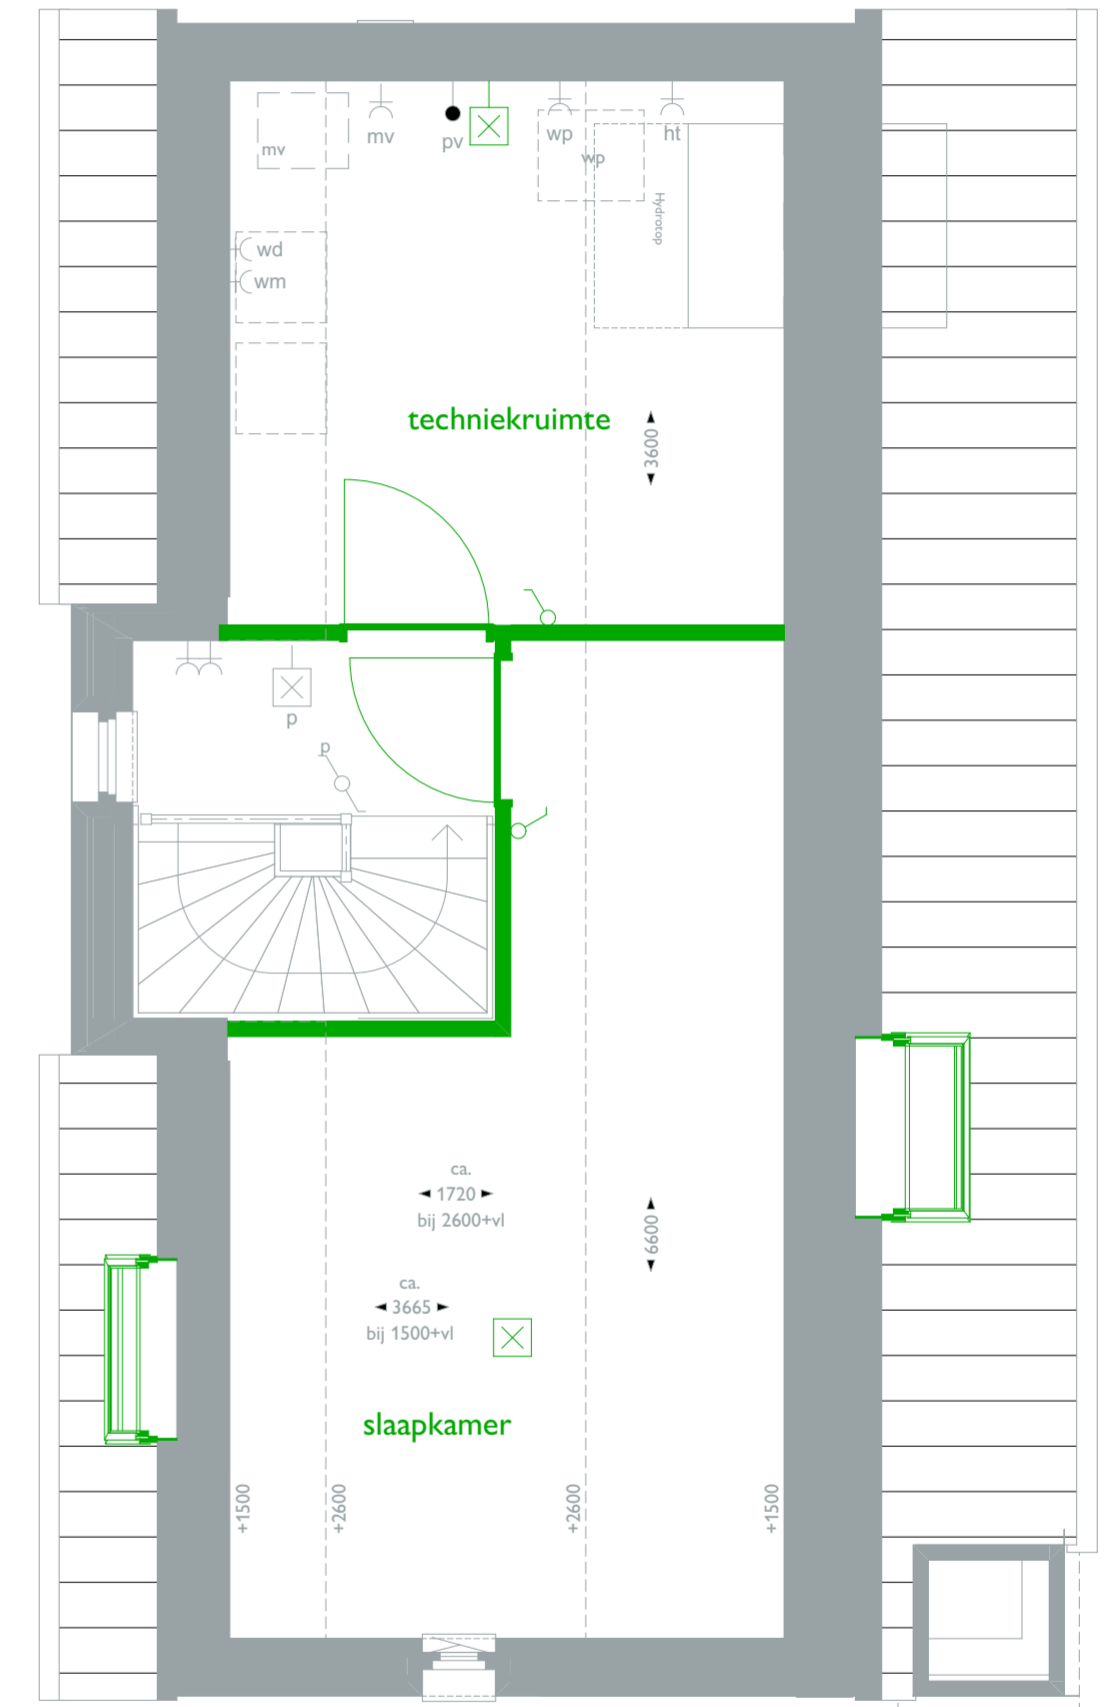 mv
mv
pv
wp
wp
ht
Hydrotop
wd
wm
techniekruimte
3600
p
p
ca.
1720
bij 2600+vl
6600
ca.
3665
bij 1500+vl
slaapkamer
+1500
+2600
+2600
+1500